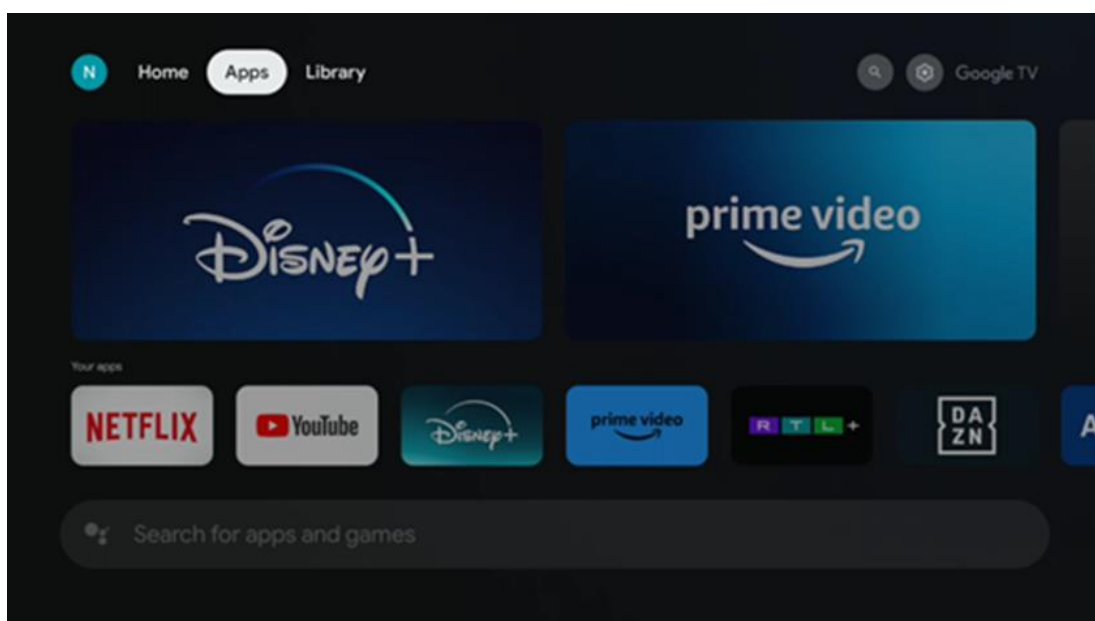 N Home Apps Library Google TV
Disney+
prime video
Your apps
NETFLIX YouTube Disney+ prime video RTL+ DAZN A
Search for apps and games